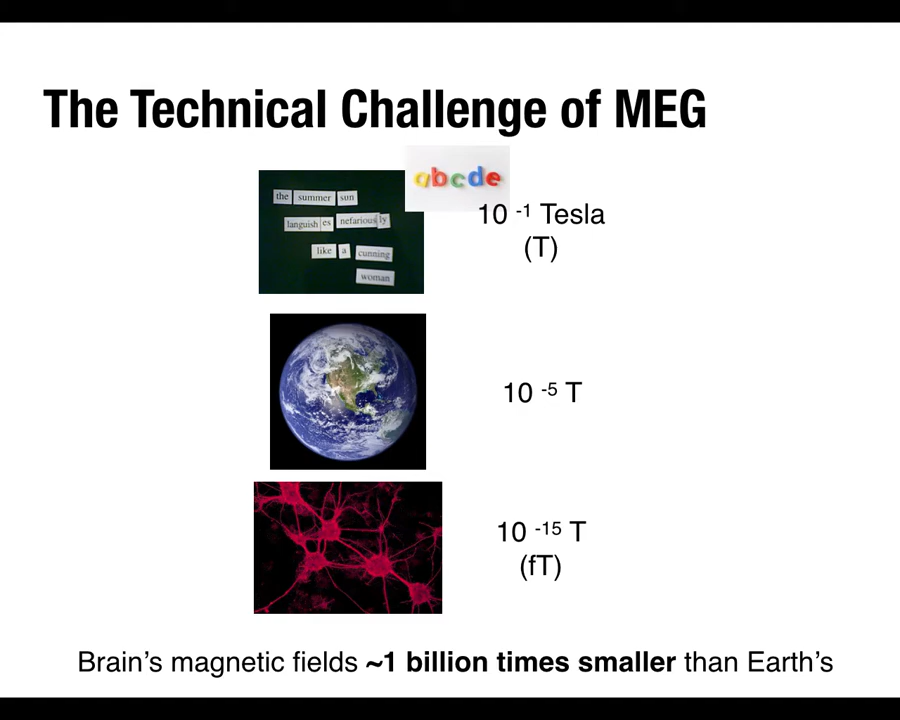 The Technical Challenge of MEG
abcde
the summer sun
languish es nefarious ly
like a cunning
woman
10 -1 Tesla
(T)
10 -5 T
10 -15 T
(fT)
Brain's magnetic fields ~1 billion times smaller than Earth's